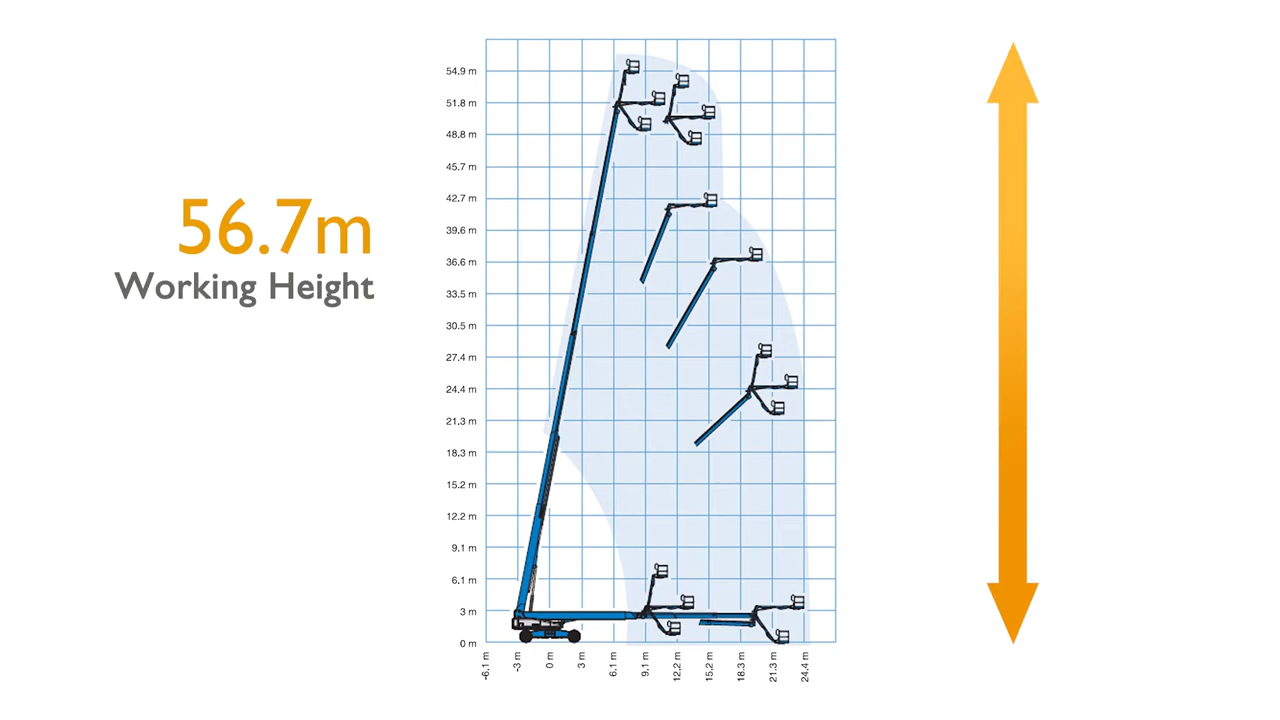 56.7m
Working Height
54.9 m
51.8 m
48.8 m
45.7 m
42.7 m
39.6 m
36.6 m
33.5 m
30.5 m
27.4 m
24.4 m
21.3 m
18.3 m
15.2 m
12.2 m
9.1 m
6.1 m
3 m
0 m
-6.1 m
-3 m
0 m
3 m
6.1 m
9.1 m
12.2 m
15.2 m
18.3 m
21.3 m
24.4 m